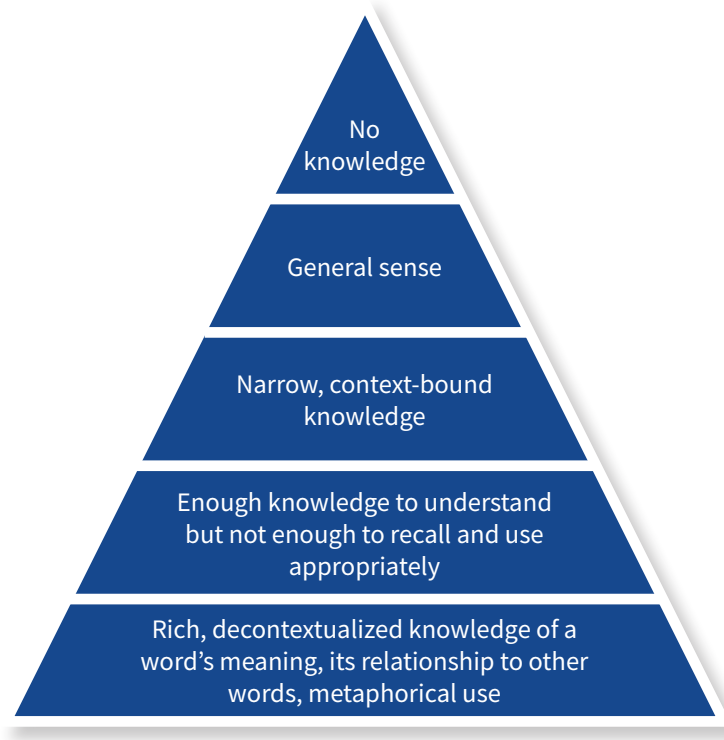 No
knowledge
General sense
Narrow, context-bound
knowledge
Enough knowledge to understand
but not enough to recall and use
appropriately
Rich, decontextualized knowledge of a
word’s meaning, its relationship to other
words, metaphorical use